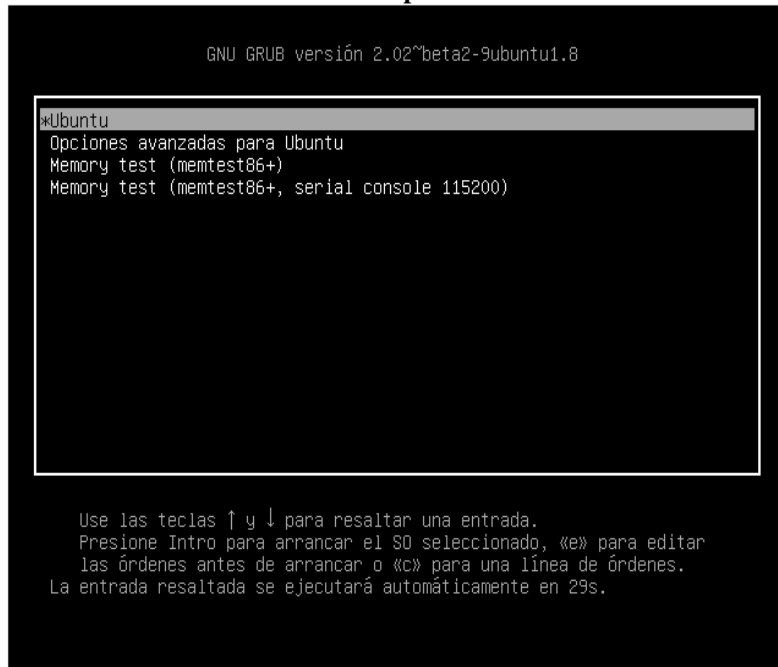 GNU GRUB versión 2.02~beta2-9ubuntu1.8
*Ubuntu
Opciones avanzadas para Ubuntu
Memory test (memtest86+)
Memory test (memtest86+, serial console 115200)
Use las teclas ↑ y ↓ para resaltar una entrada.
Presione Intro para arrancar el SO seleccionado, «e» para editar
las órdenes antes de arrancar o «c» para una línea de órdenes.
La entrada resaltada se ejecutará automáticamente en 29s.